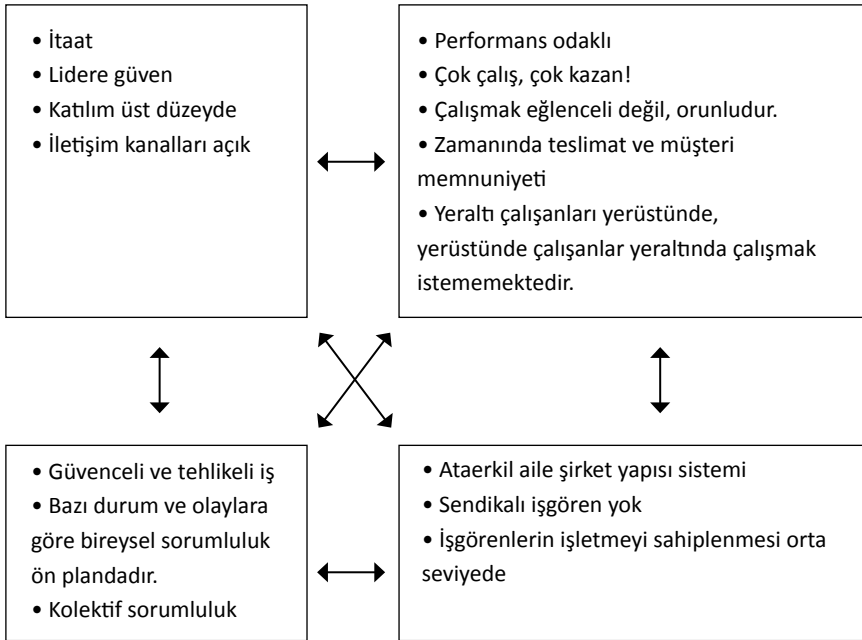 • İtaat
• Lidere güven
• Katılım üst düzeyde
• İletişim kanalları açık
• Performans odaklı
• Çok çalış, çok kazan!
• Çalışmak eğlenceli değil, orunludur.
• Zamanında teslimat ve müşteri
memnuniyeti
• Yeraltı çalışanları yerüstünde,
yerüstünde çalışanlar yeraltında çalışmak
istememektedir.
• Güvenceli ve tehlikeli iş
• Bazı durum ve olaylara
göre bireysel sorumluluk
ön plandadır.
• Kolektif sorumluluk
• Ataerkil aile şirket yapısı sistemi
• Sendikalı işgören yok
• İşgörenlerin işletmeyi sahiplenmesi orta
seviyede